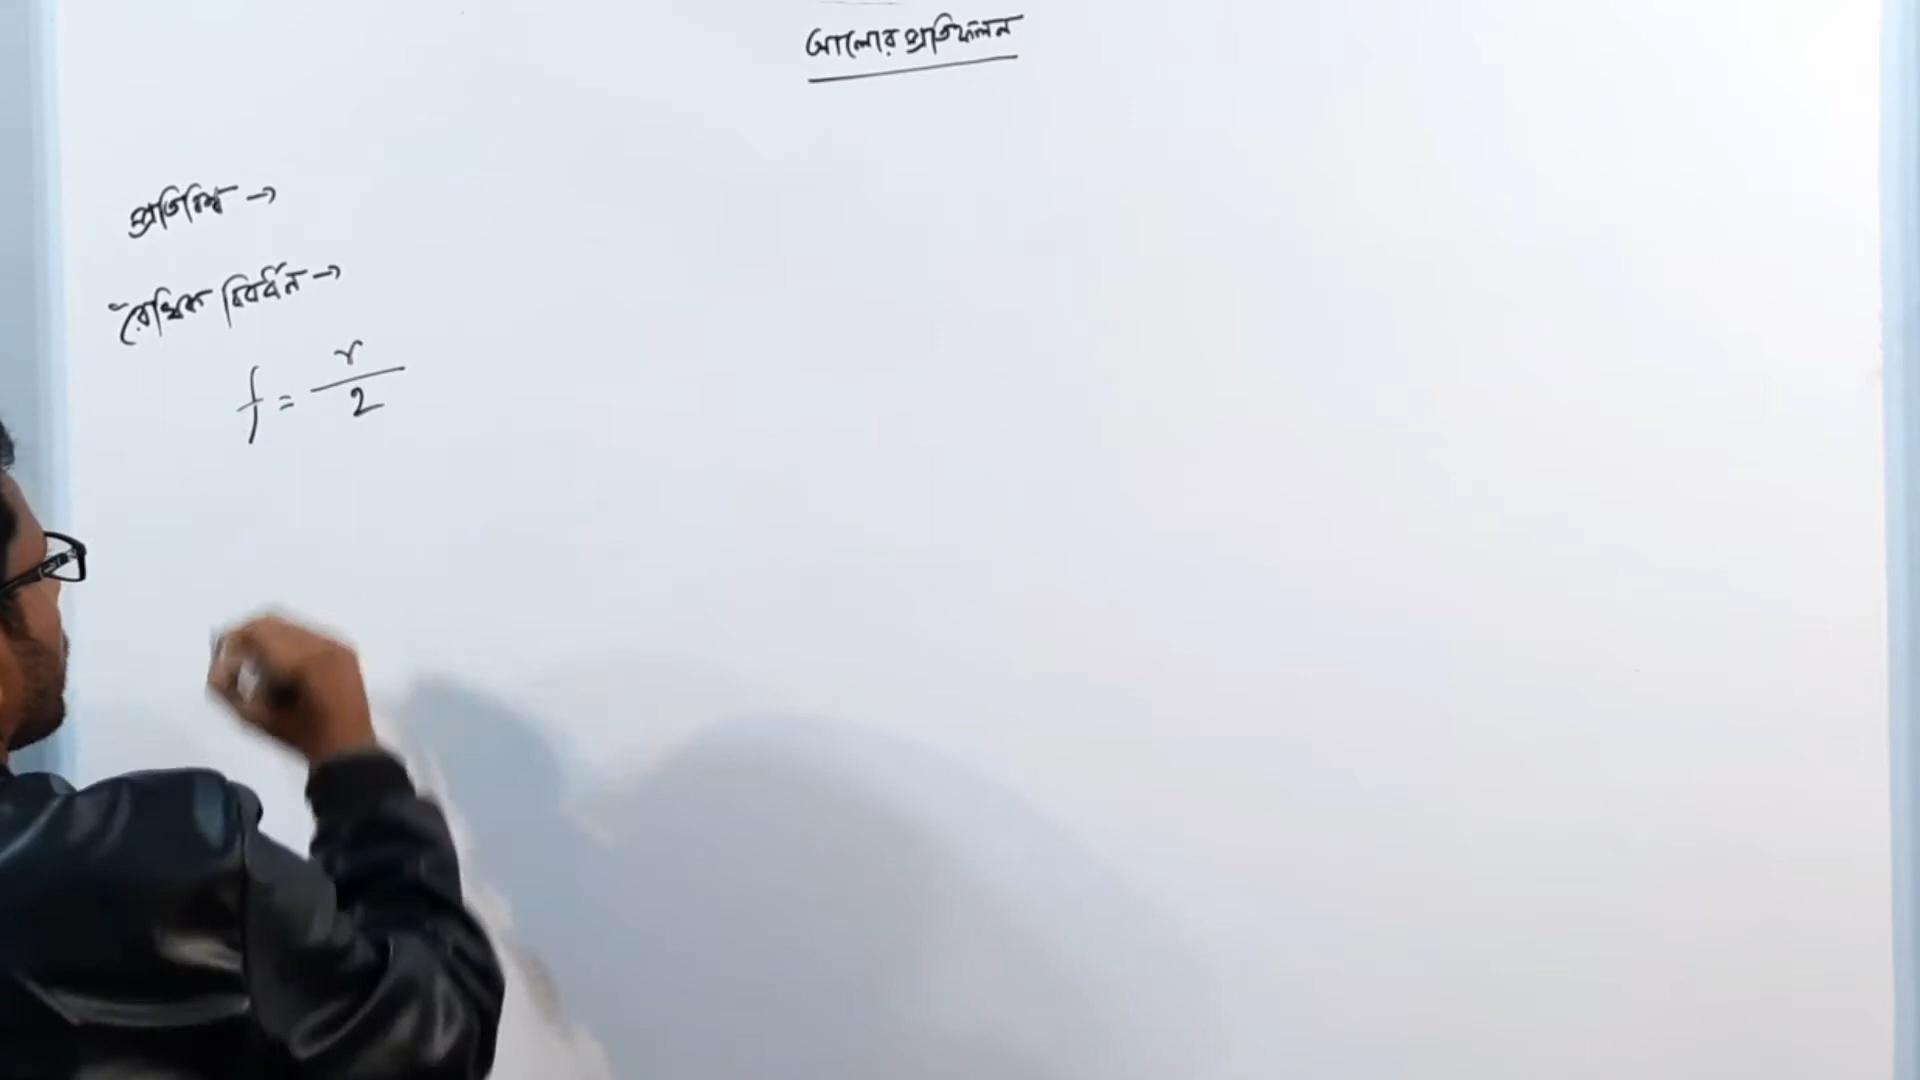 আলোর প্রতিফলন
প্রতিবিম্ব →
রৈখিক বিবর্ধন →
f = r/2